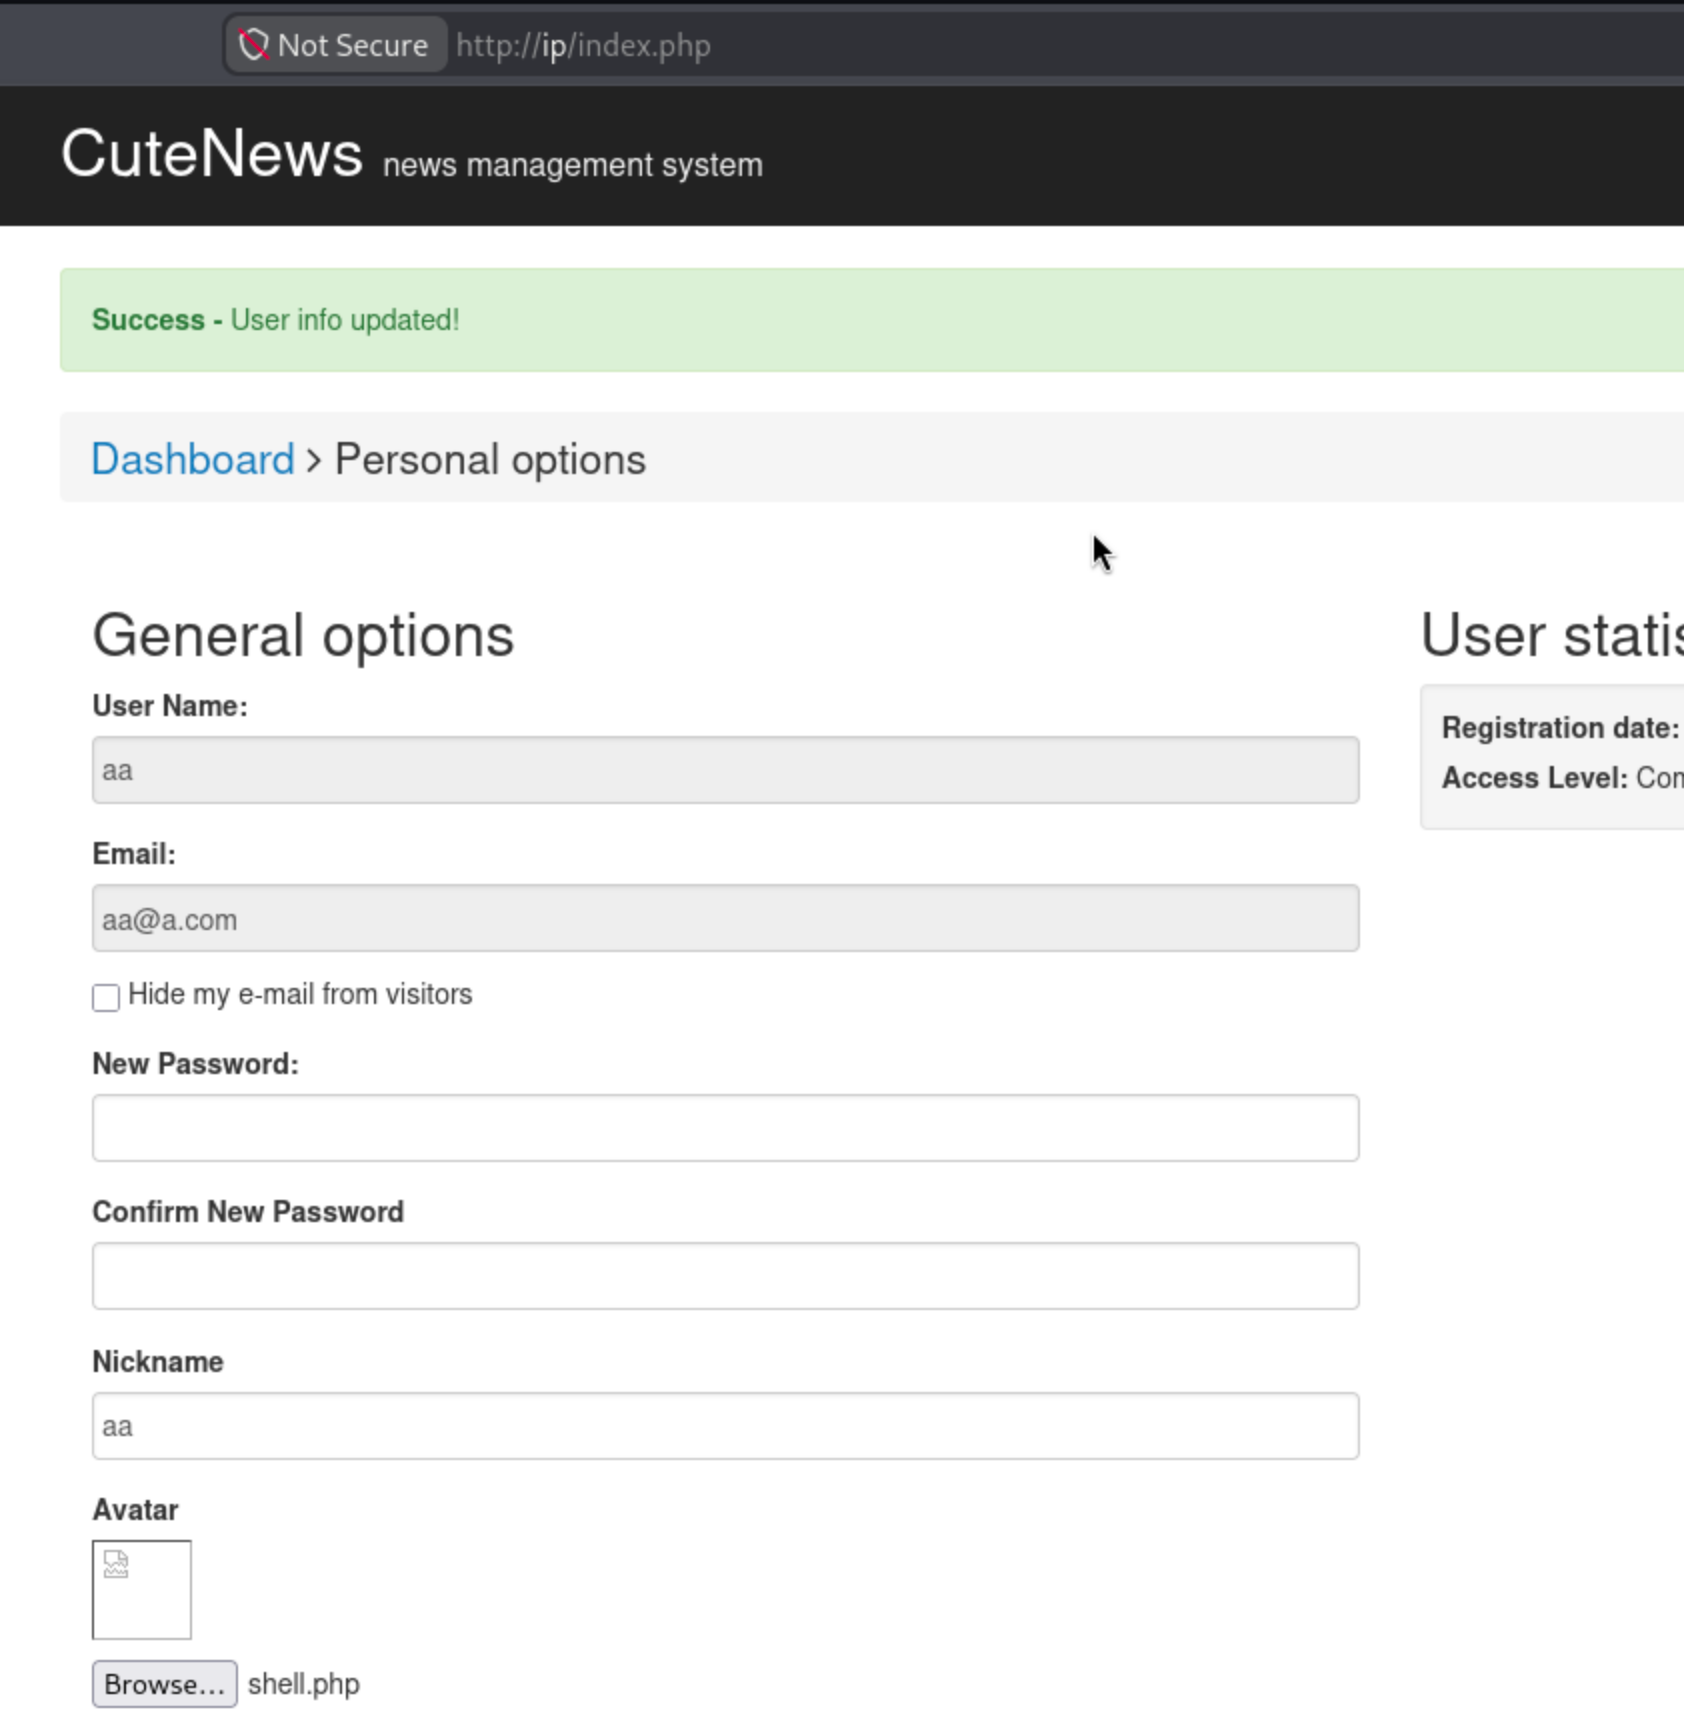 Not Secure http://ip/index.php
CuteNews news management system
Success - User info updated!
Dashboard > Personal options
General options
User Name:
aa
Email:
aa@a.com
Hide my e-mail from visitors
New Password:
Confirm New Password
Nickname
aa
Avatar
Browse... shell.php
User
Registration date:
Access Level: